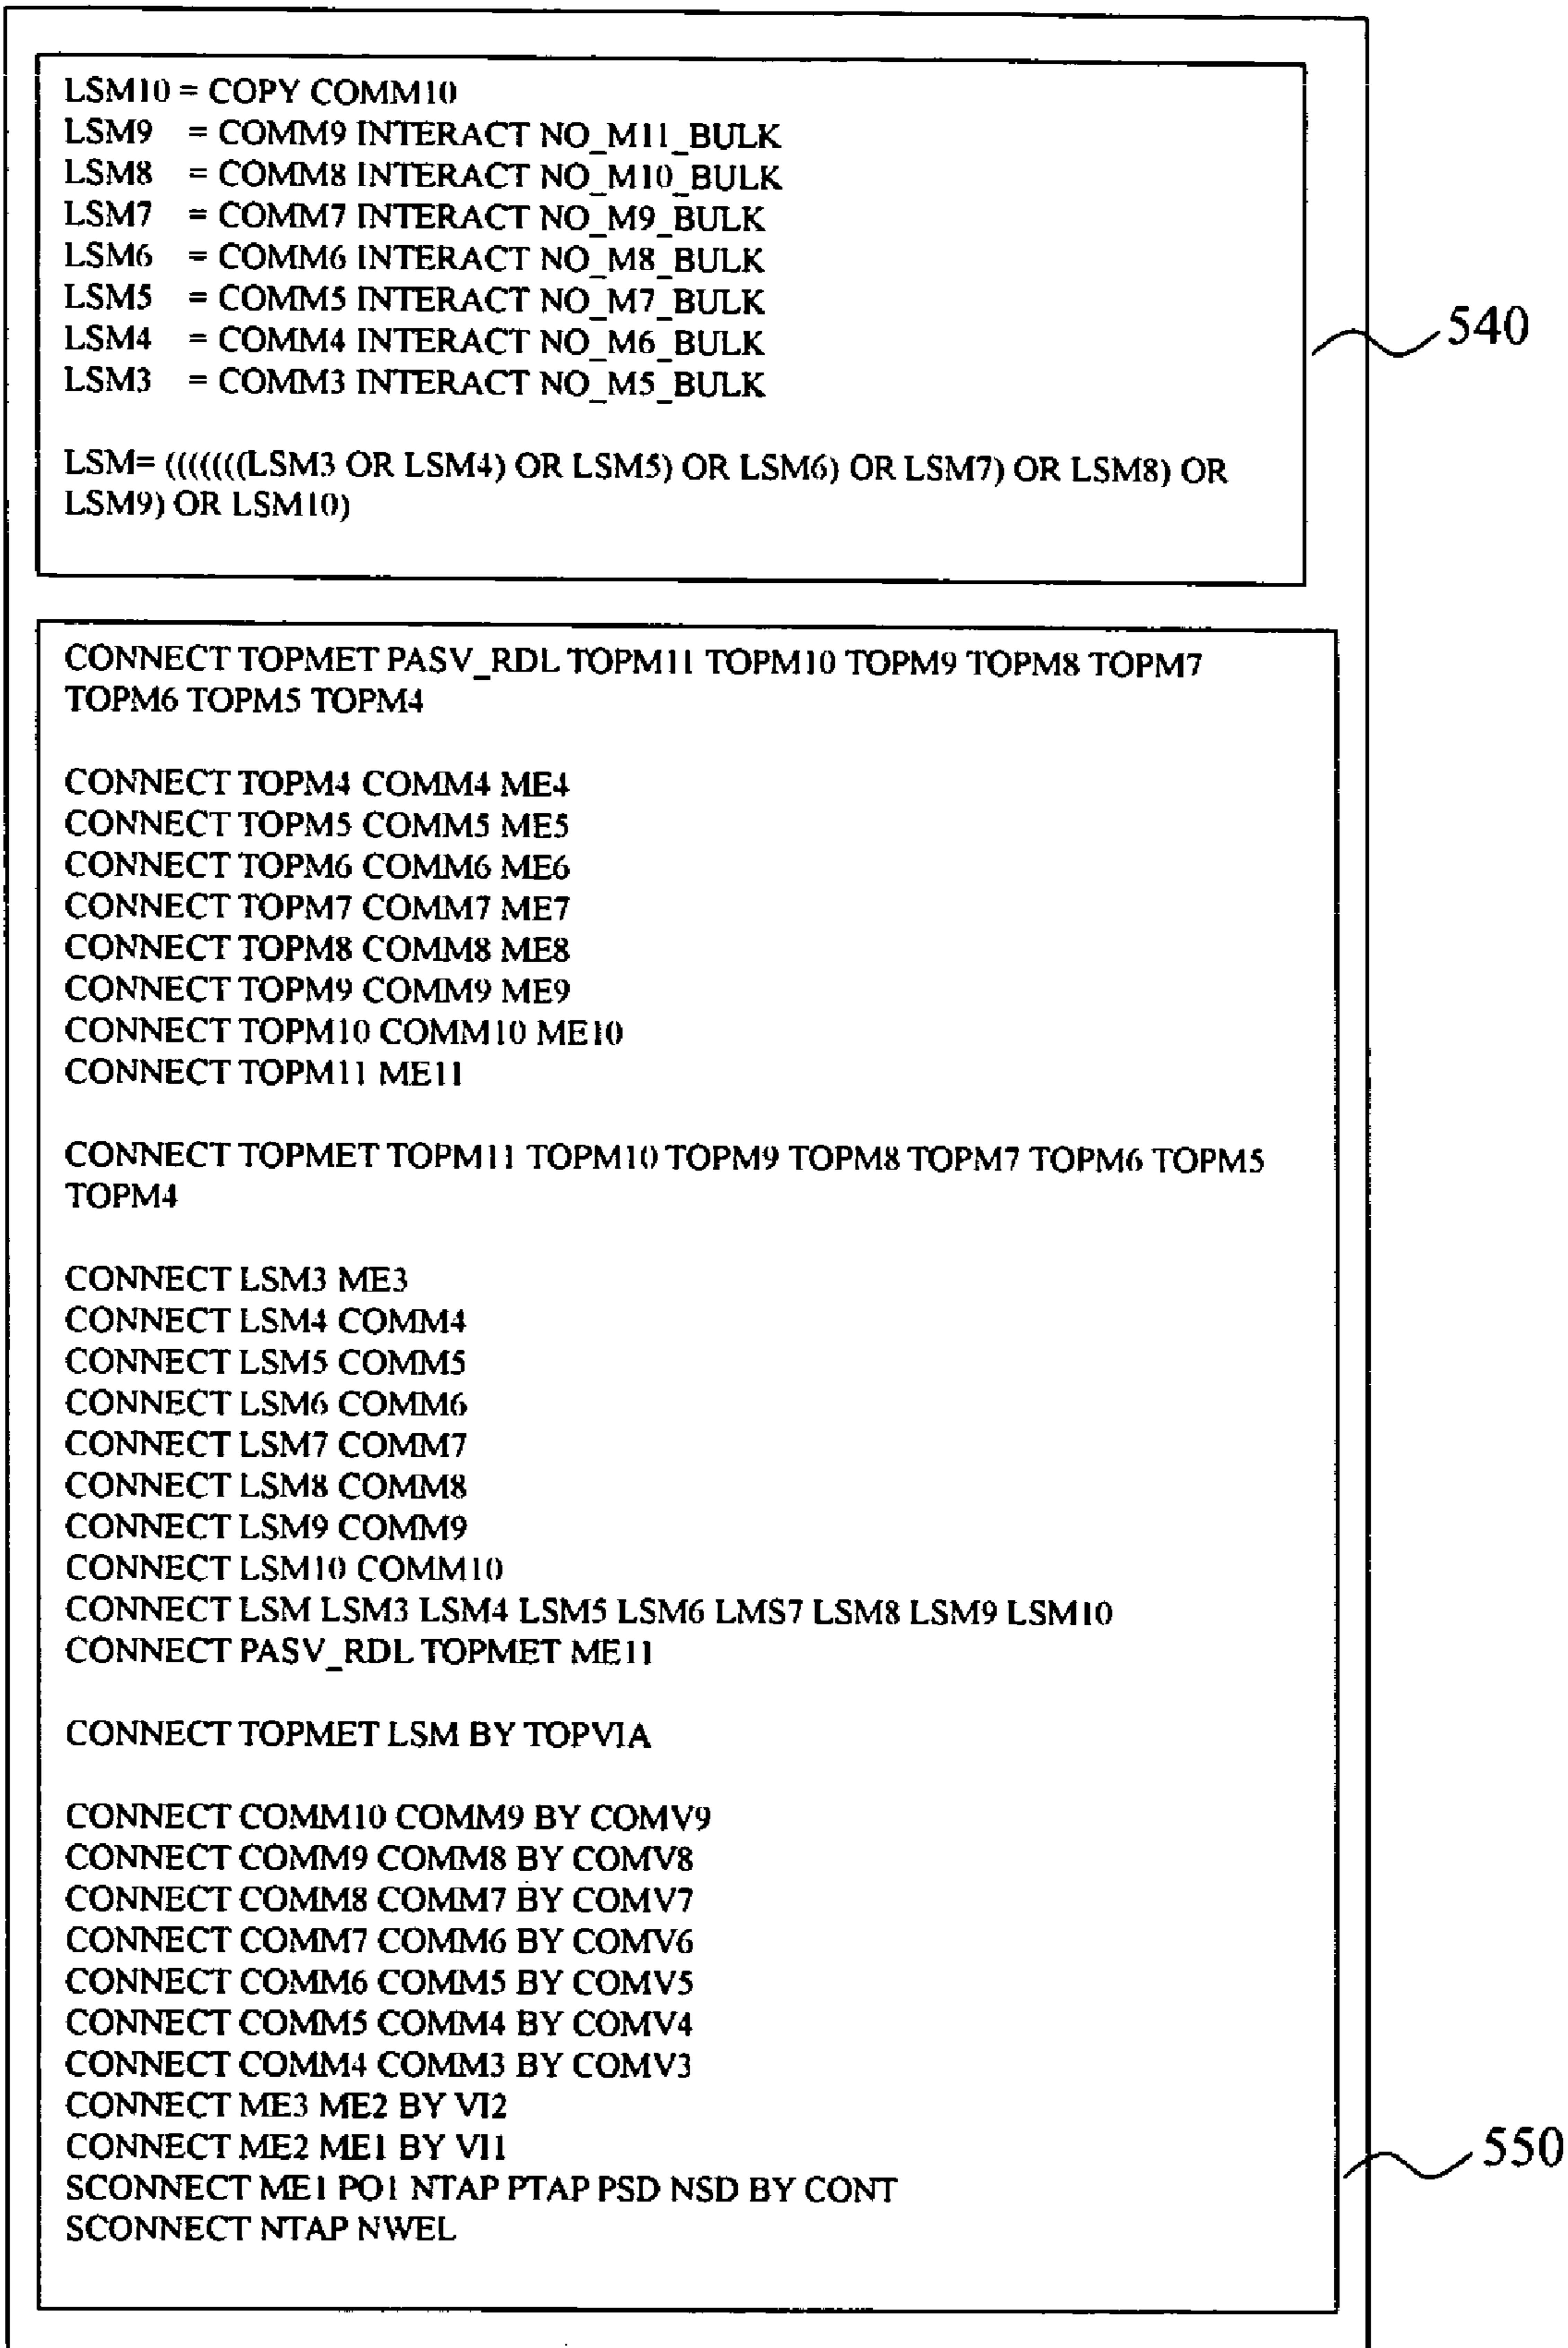 LSM10 = COPY COMM10
LSM9 = COMM9 INTERACT NO_M11_BULK
LSM8 = COMM8 INTERACT NO_M10_BULK
LSM7 = COMM7 INTERACT NO_M9_BULK
LSM6 = COMM6 INTERACT NO_M8_BULK
LSM5 = COMM5 INTERACT NO_M7_BULK
LSM4 = COMM4 INTERACT NO_M6_BULK
LSM3 = COMM3 INTERACT NO_M5_BULK
LSM= (((((((LSM3 OR LSM4) OR LSM5) OR LSM6) OR LSM7) OR LSM8) OR
LSM9) OR LSM10)
540
CONNECT TOPMET PASV_RDL TOPM11 TOPM10 TOPM9 TOPM8 TOPM7
TOPM6 TOPM5 TOPM4
CONNECT TOPM4 COMM4 ME4
CONNECT TOPM5 COMM5 ME5
CONNECT TOPM6 COMM6 ME6
CONNECT TOPM7 COMM7 ME7
CONNECT TOPM8 COMM8 ME8
CONNECT TOPM9 COMM9 ME9
CONNECT TOPM10 COMM10 ME10
CONNECT TOPM11 ME11
CONNECT TOPMET TOPM11 TOPM10 TOPM9 TOPM8 TOPM7 TOPM6 TOPM5
TOPM4
CONNECT LSM3 ME3
CONNECT LSM4 COMM4
CONNECT LSM5 COMM5
CONNECT LSM6 COMM6
CONNECT LSM7 COMM7
CONNECT LSM8 COMM8
CONNECT LSM9 COMM9
CONNECT LSM10 COMM10
CONNECT LSM LSM3 LSM4 LSM5 LSM6 LMS7 LSM8 LSM9 LSM10
CONNECT PASV_RDL TOPMET ME11
CONNECT TOPMET LSM BY TOPVIA
CONNECT COMM10 COMM9 BY COMV9
CONNECT COMM9 COMM8 BY COMV8
CONNECT COMM8 COMM7 BY COMV7
CONNECT COMM7 COMM6 BY COMV6
CONNECT COMM6 COMM5 BY COMV5
CONNECT COMM5 COMM4 BY COMV4
CONNECT COMM4 COMM3 BY COMV3
CONNECT ME3 ME2 BY VI2
CONNECT ME2 ME1 BY VI1
SCONNECT ME1 PO1 NTAP PTAP PSD NSD BY CONT
SCONNECT NTAP NWEL
550